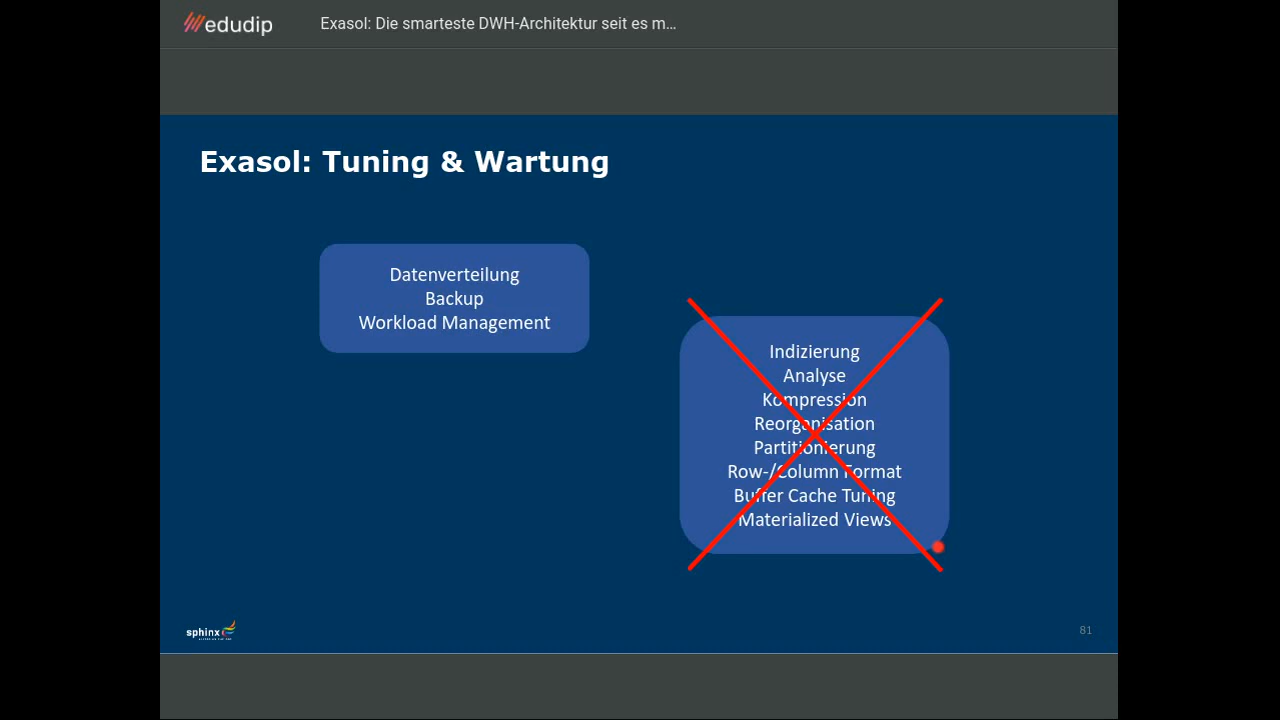 edudip
Exasol: Die smarteste DWH-Architektur seit es m...
Exasol: Tuning & Wartung
Datenverteilung
Backup
Workload Management
Indizierung
Analyse
Kompression
Reorganisation
Partitionierung
Row-/Column Format
Buffer Cache Tuning
Materialized Views
sphinx
81